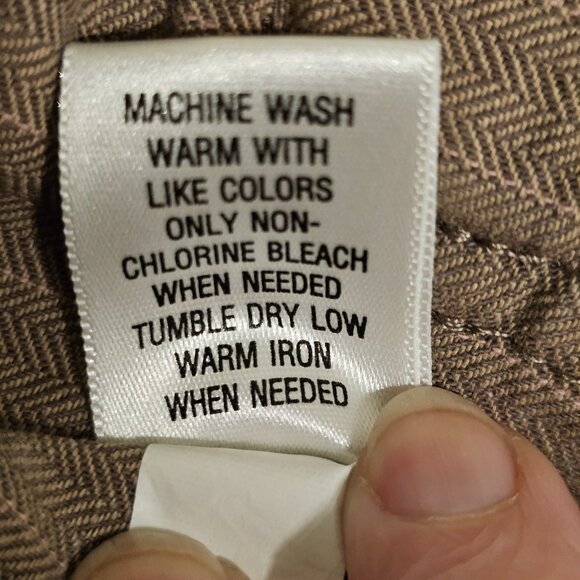 MACHINE WASH
WARM WITH
LIKE COLORS
ONLY NON-
CHLORINE BLEACH
WHEN NEEDED
TUMBLE DRY LOW
WARM IRON
WHEN NEEDED